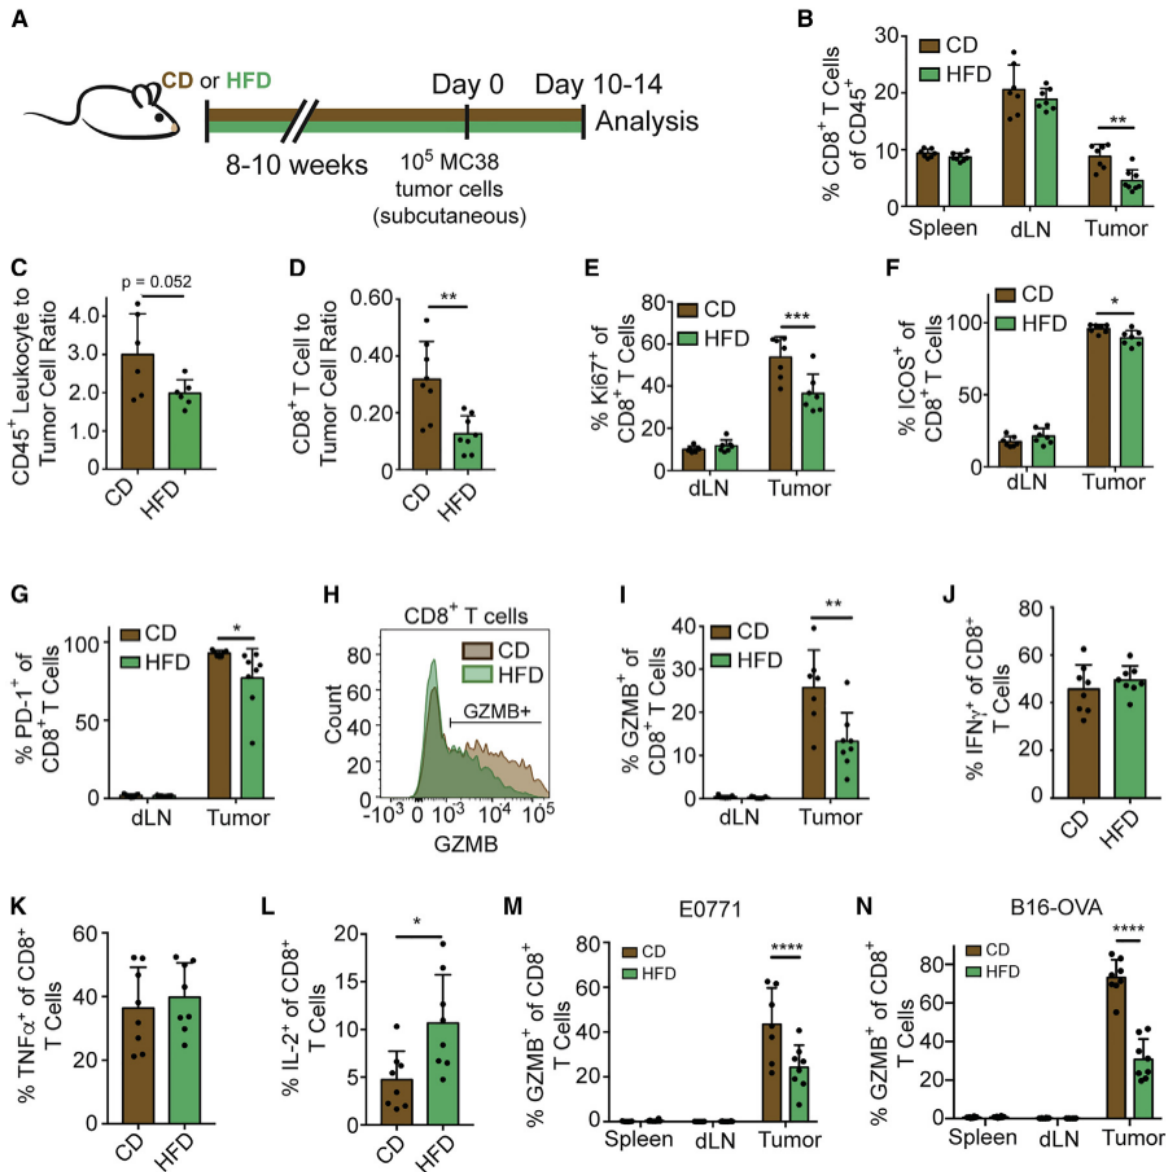 A
CD or HFD
Day 0
Day 10-14
Analysis
8-10 weeks
10⁵ MC38
tumor cells
(subcutaneous)
B
% CD8⁺ T Cells
of CD45⁺
30
20
10
0
CD
HFD
**
Spleen
dLN
Tumor
C
CD45⁺ Leukocyte to
Tumor Cell Ratio
p = 0.052
4.0
3.0
2.0
1.0
0
CD
HFD
D
CD8⁺ T Cell to
Tumor Cell Ratio
**
0.60
0.40
0.20
0
CD
HFD
E
% Ki67⁺ of
CD8⁺ T Cells
80
60
40
20
0
CD
HFD
***
dLN
Tumor
F
% ICOS⁺ of
CD8⁺ T Cells
100
50
0
CD
HFD
*
dLN
Tumor
G
% PD-1⁺ of
CD8⁺ T Cells
100
50
0
CD
HFD
*
dLN
Tumor
H
CD8⁺ T cells
Count
80
60
40
20
0
CD
HFD
GZMB+
-10³ 0 10³ 10⁴ 10⁵
GZMB
I
% GZMB⁺ of
CD8⁺ T Cells
40
30
20
10
0
CD
HFD
**
dLN
Tumor
J
% IFNγ⁺ of CD8⁺
T Cells
80
60
40
20
0
CD
HFD
K
% TNFα⁺ of CD8⁺
T Cells
60
40
20
0
CD
HFD
L
% IL-2⁺ of CD8⁺
T Cells
*
20
15
10
5
0
CD
HFD
M
E0771
% GZMB⁺ of CD8⁺
T Cells
80
60
40
20
0
CD
HFD
****
Spleen
dLN
Tumor
N
B16-OVA
% GZMB⁺ of CD8⁺
T Cells
80
60
40
20
0
CD
HFD
****
Spleen
dLN
Tumor